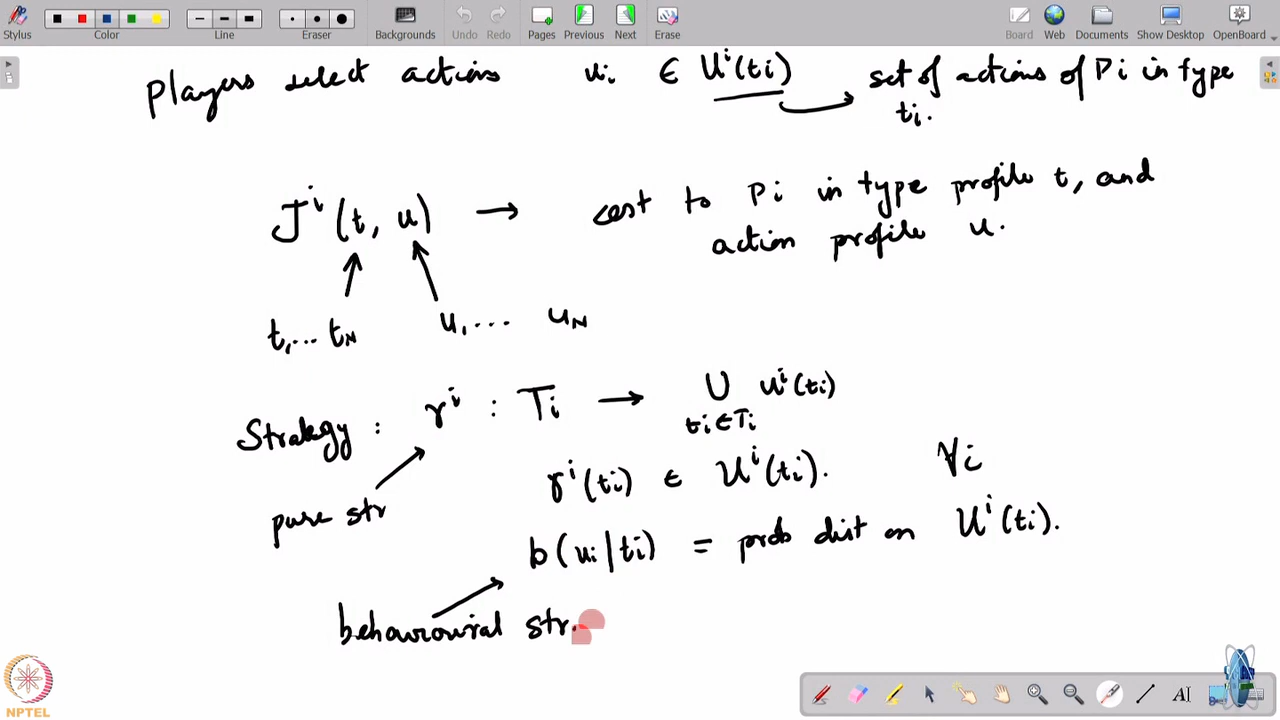 Stylus
Color
Line
Eraser
Backgrounds
Undo
Redo
Pages
Previous
Next
Erase
Board
Web
Documents
Show Desktop
OpenBoard
Players select actions uᵢ ∈ Uⁱ(tᵢ) → set of actions of Pi in type
tᵢ.
Jⁱ(t, u) → cost to Pi in type profile t, and
action profile u.
t₁... tN u₁... uN
Strategy : γⁱ : Tᵢ → ∪ Uⁱ(tᵢ)
tᵢ∈Tᵢ
γⁱ(tᵢ) ∈ Uⁱ(tᵢ). ∀i
pure str
b(uᵢ|tᵢ) = prob dist on Uⁱ(tᵢ).
behavouviral str.
NPTEL